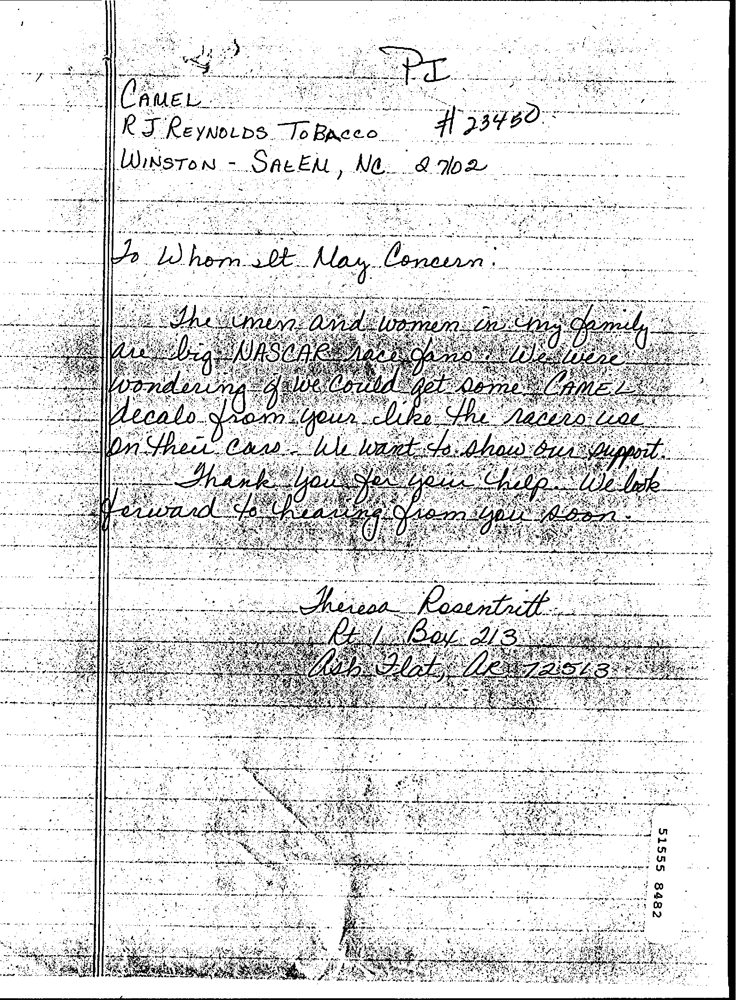 PI
CAMEL
R J REYNOLDS TOBACCO #23450
WINSTON - SALEM, NC 27102
To Whom It May Concern:
The men and women in my family
are big NASCAR race fans. We were
wondering if we could get some CAMEL
decals from your like the racers use
on their cars. We want to show our support.
Thank you for your help. We look
forward to hearing from you soon.
Theresa Rosentritt
Rt 1 Box 213
Ash Flat, AR 72513
51555 8482